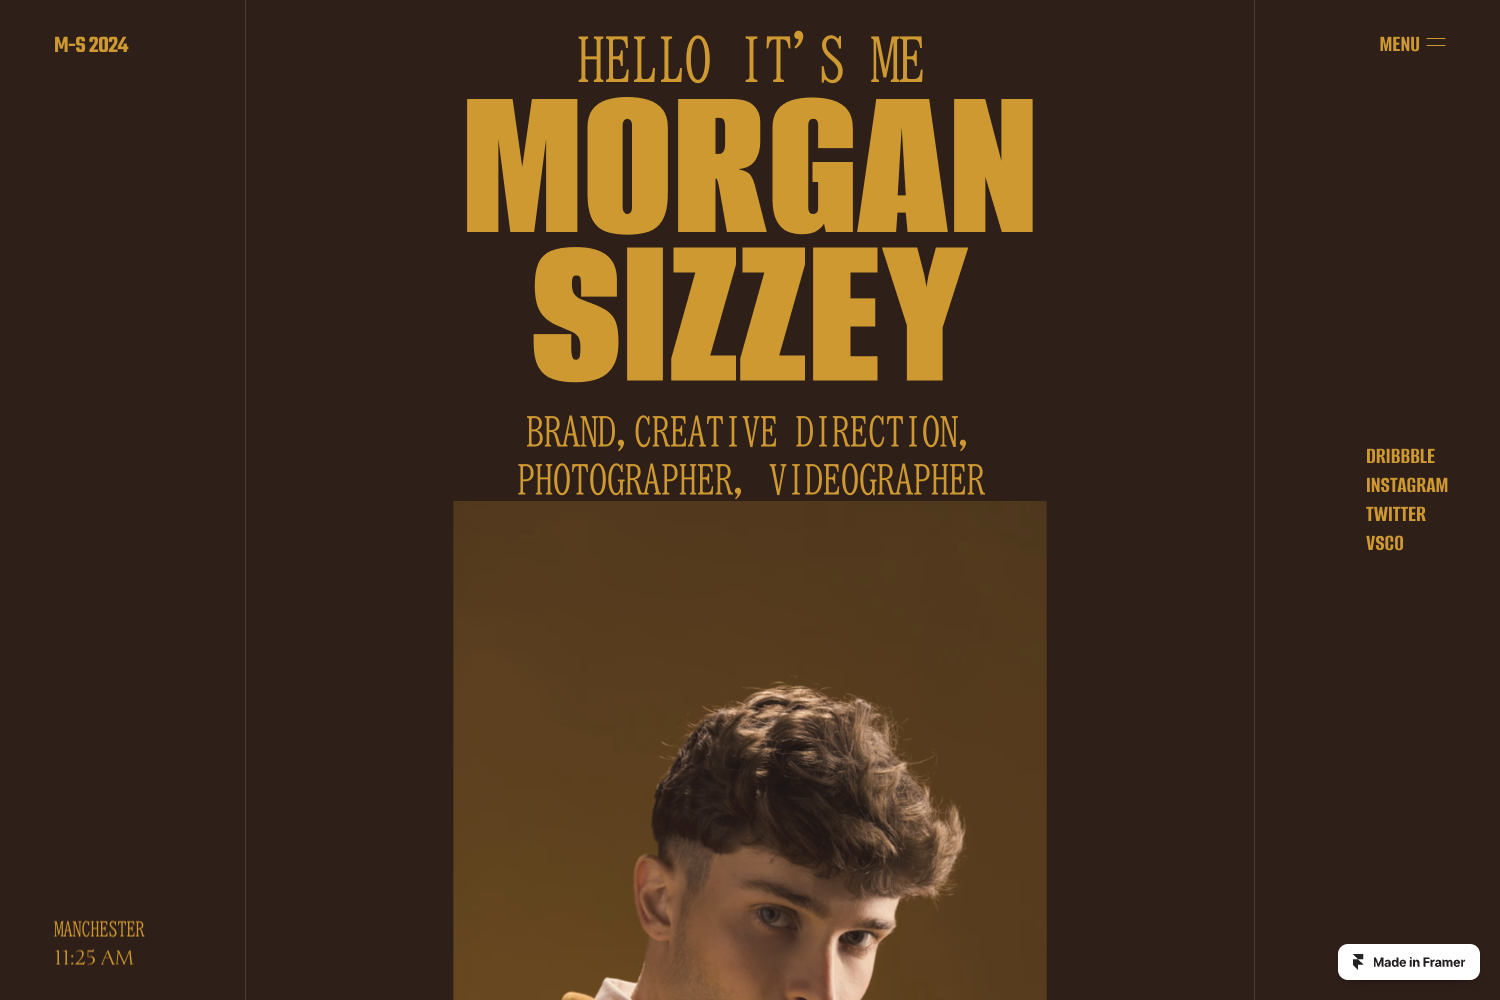 M-S 2024
MENU
HELLO IT’S ME
MORGAN
SIZZEY
BRAND, CREATIVE DIRECTION,
PHOTOGRAPHER, VIDEOGRAPHER
DRIBBBLE
INSTAGRAM
TWITTER
VSCO
MANCHESTER
11:25 AM
Made in Framer